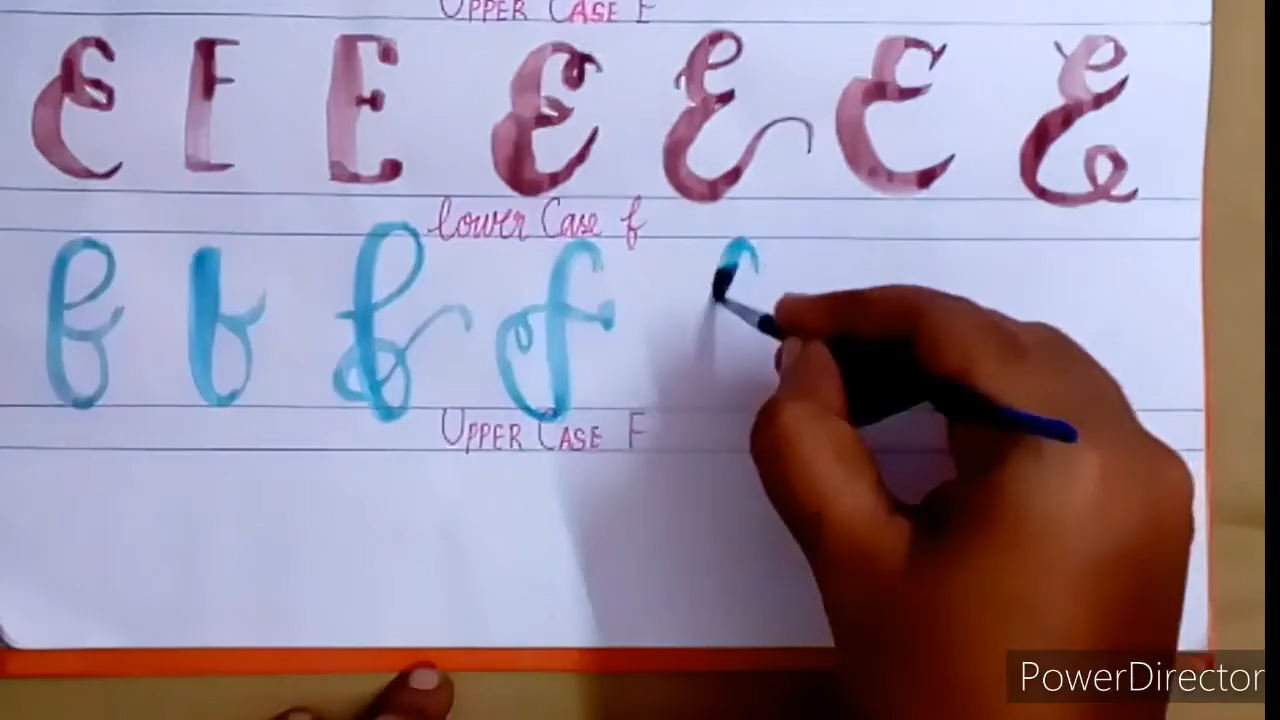 UPPER CASE E
E E E E E E E
lower Case f
f f f f
UPPER CASE F
PowerDirector